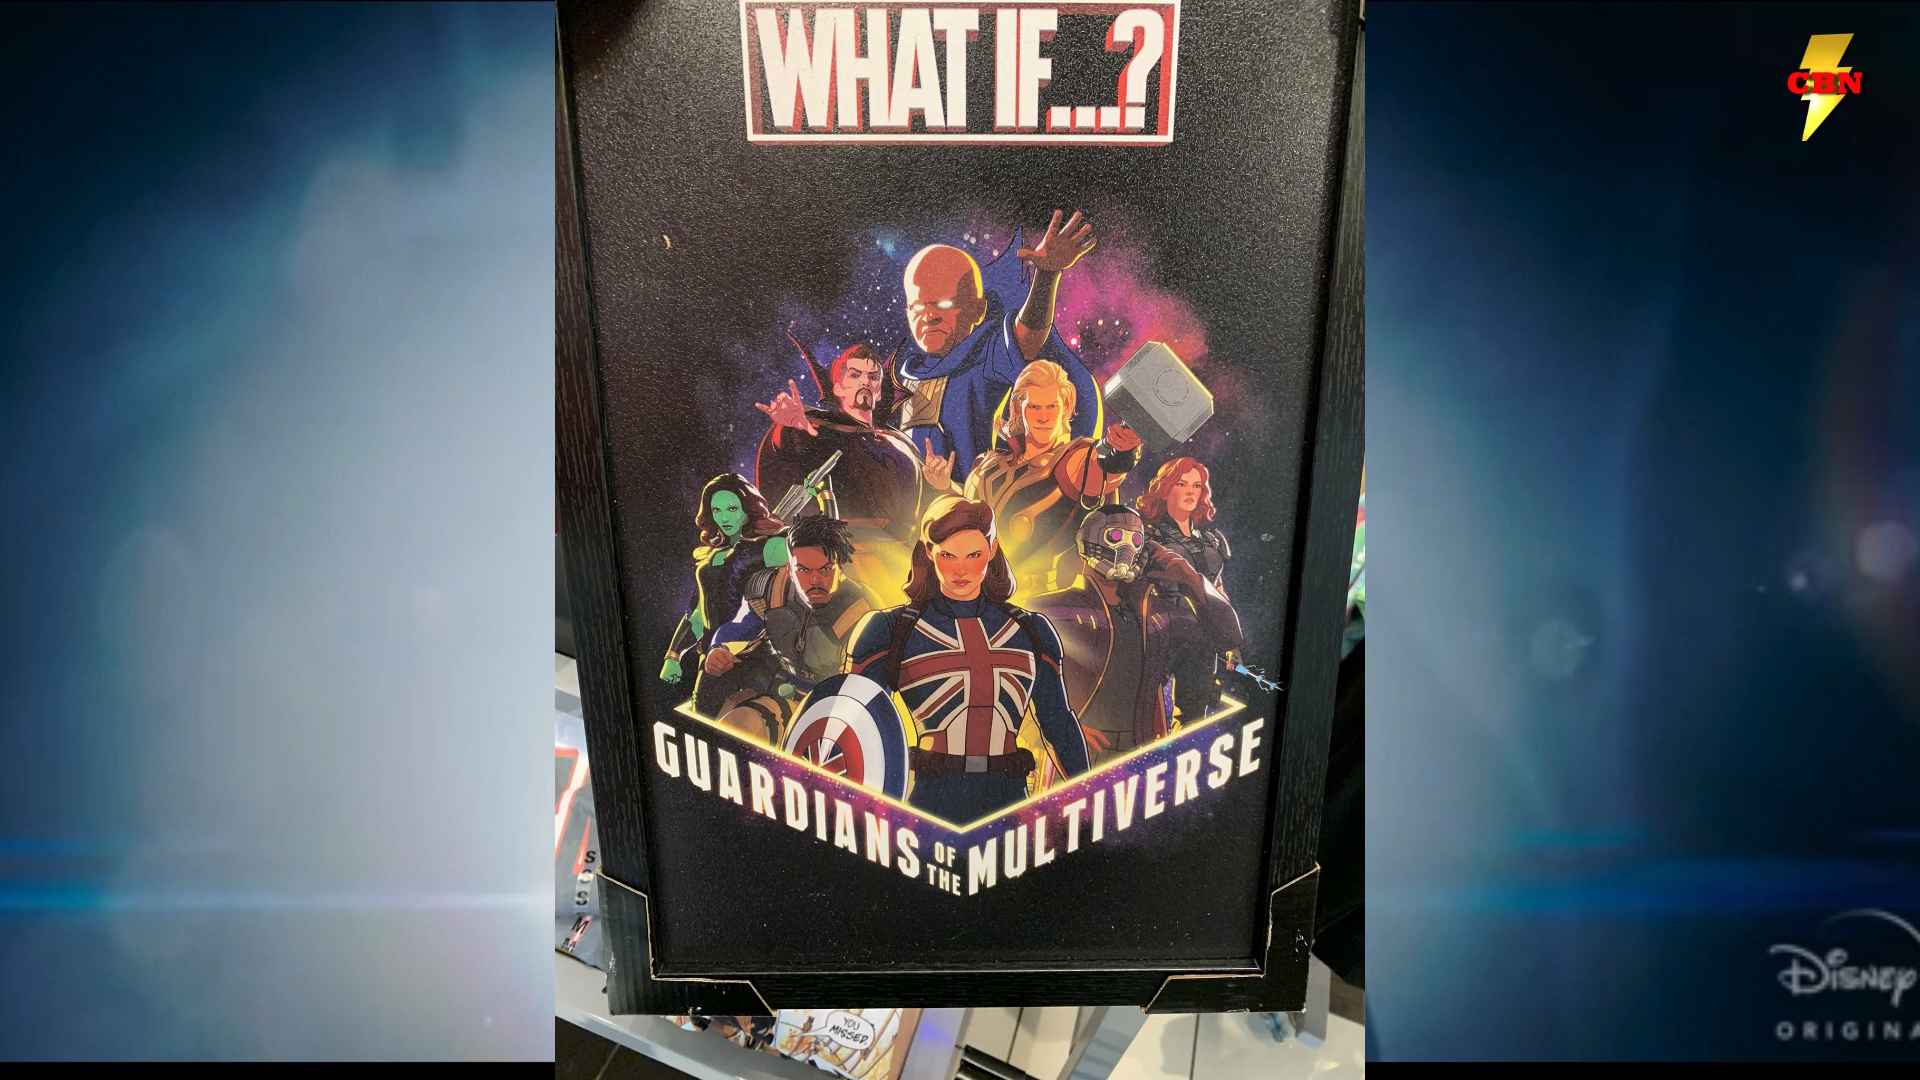 WHAT IF...?
CBN
GUARDIANS OF THE MULTIVERSE
YOU
MISSED.
DISNEY
ORIGINA